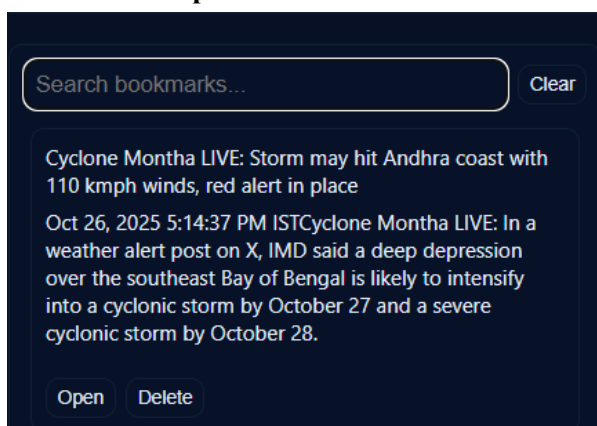 Search bookmarks...
Clear
Cyclone Montha LIVE: Storm may hit Andhra coast with
110 kmph winds, red alert in place
Oct 26, 2025 5:14:37 PM ISTCyclone Montha LIVE: In a
weather alert post on X, IMD said a deep depression
over the southeast Bay of Bengal is likely to intensify
into a cyclonic storm by October 27 and a severe
cyclonic storm by October 28.
Open
Delete